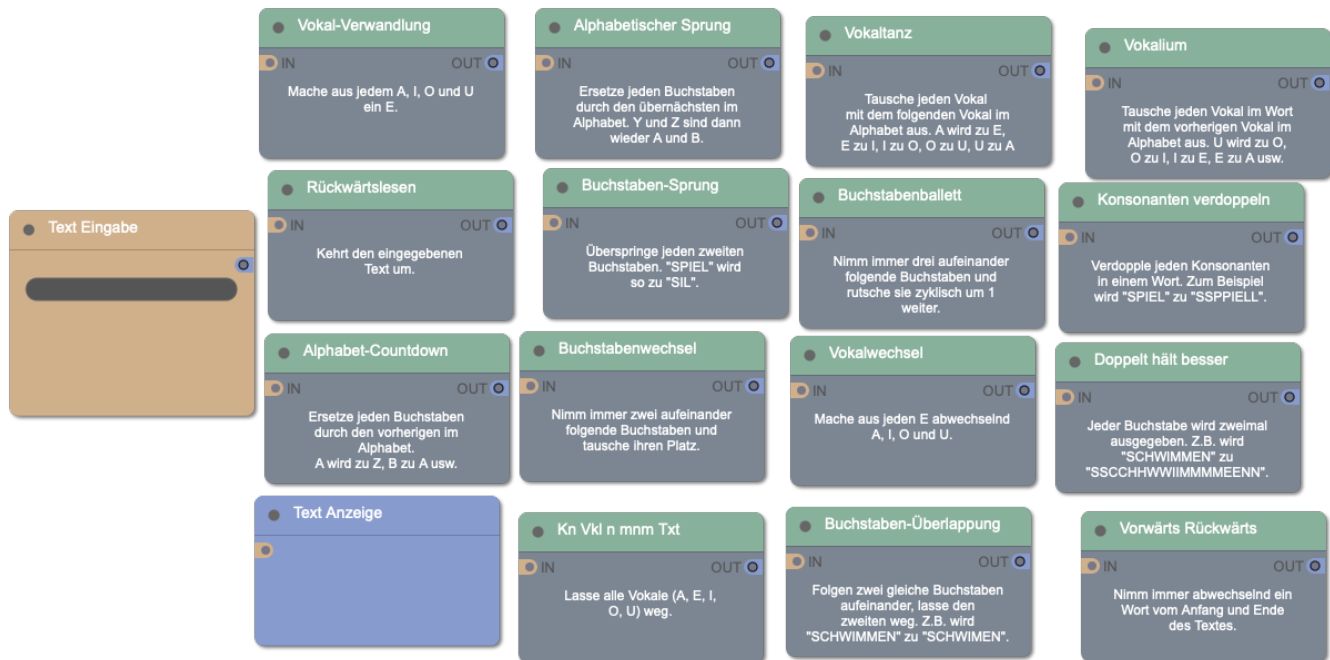 Vokal-Verwandlung
IN OUT
Mache aus jedem A, I, O und U
ein E.
Alphabetischer Sprung
IN OUT
Ersetze jeden Buchstaben
durch den übernächsten im
Alphabet. Y und Z sind dann
wieder A und B.
Vokaltanz
IN OUT
Tausche jeden Vokal
mit dem folgenden Vokal im
Alphabet aus. A wird zu E,
E zu I, I zu O, O zu U, U zu A
Vokalium
IN OUT
Tausche jeden Vokal im Wort
mit dem vorherigen Vokal im
Alphabet aus. U wird zu O,
O zu I, I zu E, E zu A usw.
Text Eingabe
Rückwärtslesen
IN OUT
Kehrt den eingegebenen
Text um.
Buchstaben-Sprung
IN OUT
Überspringe jeden zweiten
Buchstaben. "SPIEL" wird
so zu "SIL".
Buchstabenballett
IN OUT
Nimm immer drei aufeinander
folgende Buchstaben und
rutsche sie zyklisch um 1
weiter.
Konsonanten verdoppeln
IN OUT
Verdopple jeden Konsonanten
in einem Wort. Zum Beispiel
wird "SPIEL" zu "SSPPIELL".
Alphabet-Countdown
IN OUT
Ersetze jeden Buchstaben
durch den vorherigen im
Alphabet.
A wird zu Z, B zu A usw.
Buchstabenwechsel
IN OUT
Nimm immer zwei aufeinander
folgende Buchstaben und
tausche ihren Platz.
Vokalwechsel
IN OUT
Mache aus jeden E abwechselnd
A, I, O und U.
Doppelt hält besser
IN OUT
Jeder Buchstabe wird zweimal
ausgegeben. Z.B. wird
"SCHWIMMEN" zu
"SSCCHHWWIIMMMMEENN".
Text Anzeige
Kn Vkl n mnm Txt
IN OUT
Lasse alle Vokale (A, E, I,
O, U) weg.
Buchstaben-Überlappung
IN OUT
Folgen zwei gleiche Buchstaben
aufeinander, lasse den
zweiten weg. Z.B. wird
"SCHWIMMEN" zu "SCHWIMEN".
Vorwärts Rückwärts
IN OUT
Nimm immer abwechselnd ein
Wort vom Anfang und Ende
des Textes.